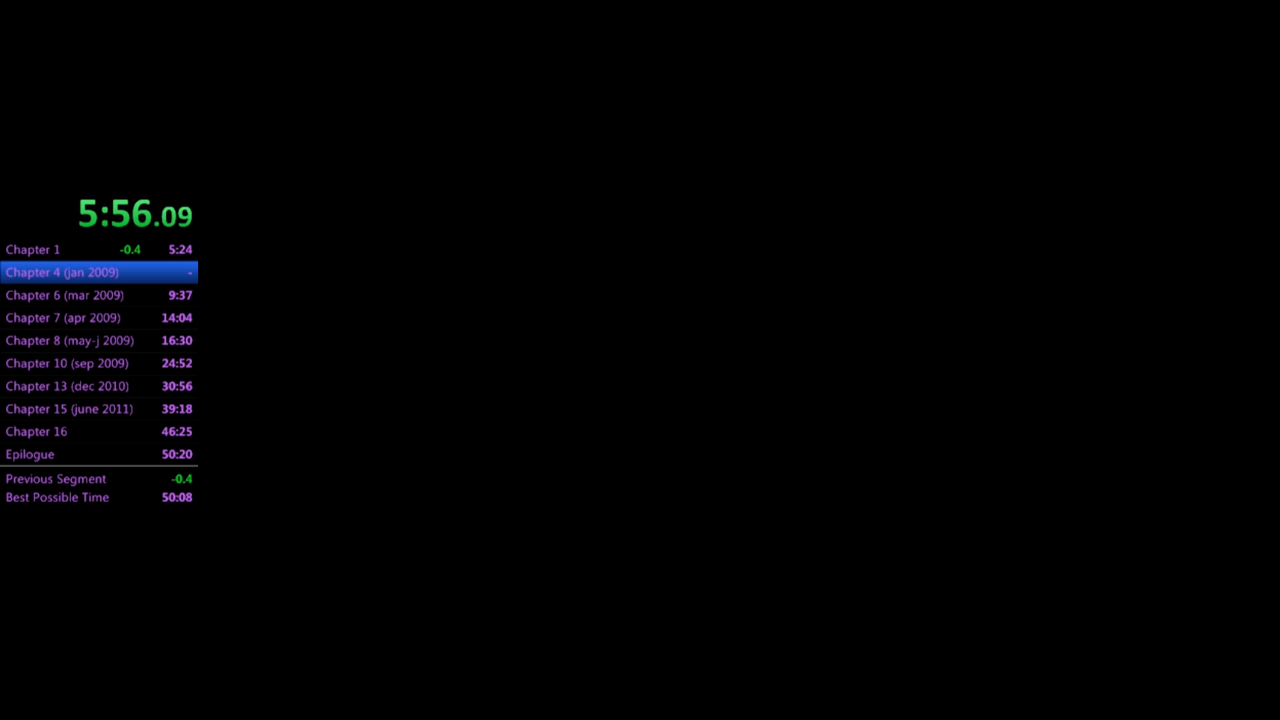 5:56.09
Chapter 1 -0.4 5:24
Chapter 4 (jan 2009) -
Chapter 6 (mar 2009) 9:37
Chapter 7 (apr 2009) 14:04
Chapter 8 (may-j 2009) 16:30
Chapter 10 (sep 2009) 24:52
Chapter 13 (dec 2010) 30:56
Chapter 15 (june 2011) 39:18
Chapter 16 46:25
Epilogue 50:20
Previous Segment -0.4
Best Possible Time 50:08